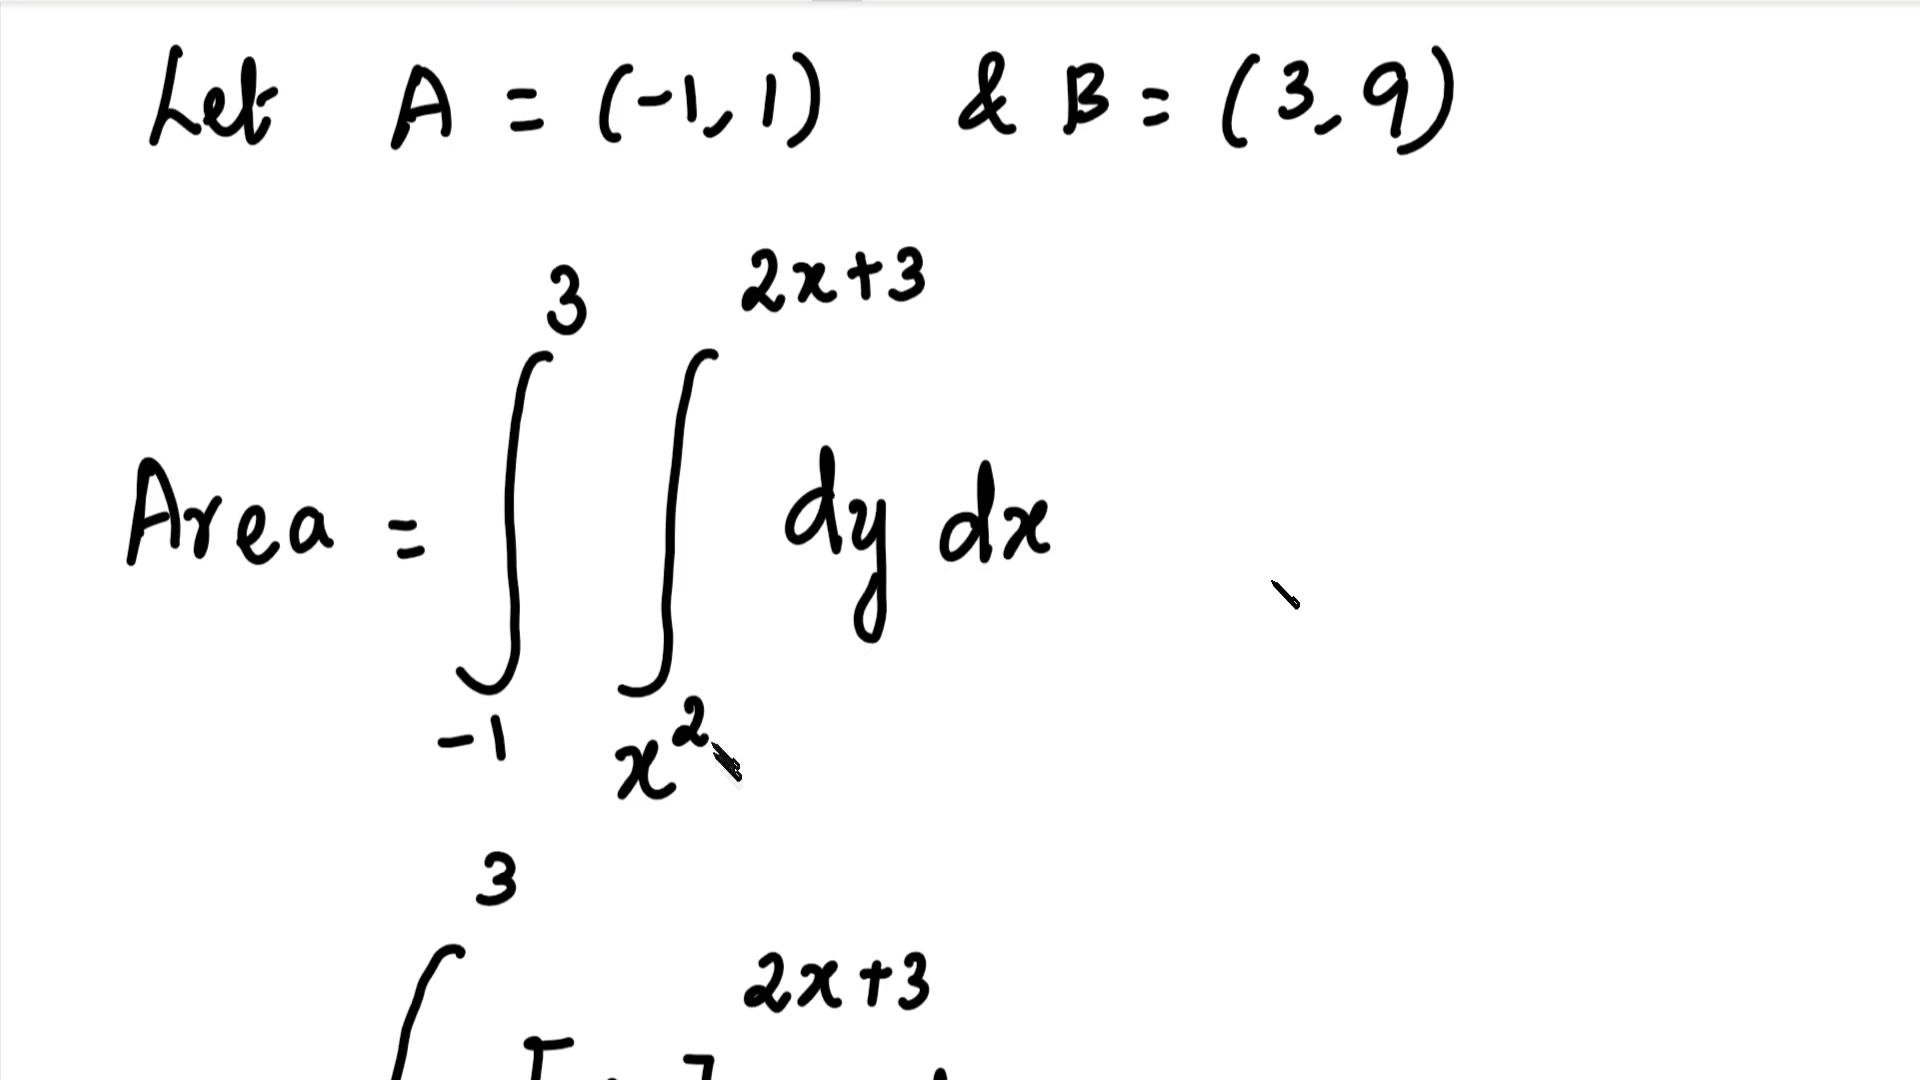 Let A = (-1, 1) & B = (3, 9)
3 2x+3
Area = ∫ ∫ dy dx
-1 x²
3
2x+3
∫ [